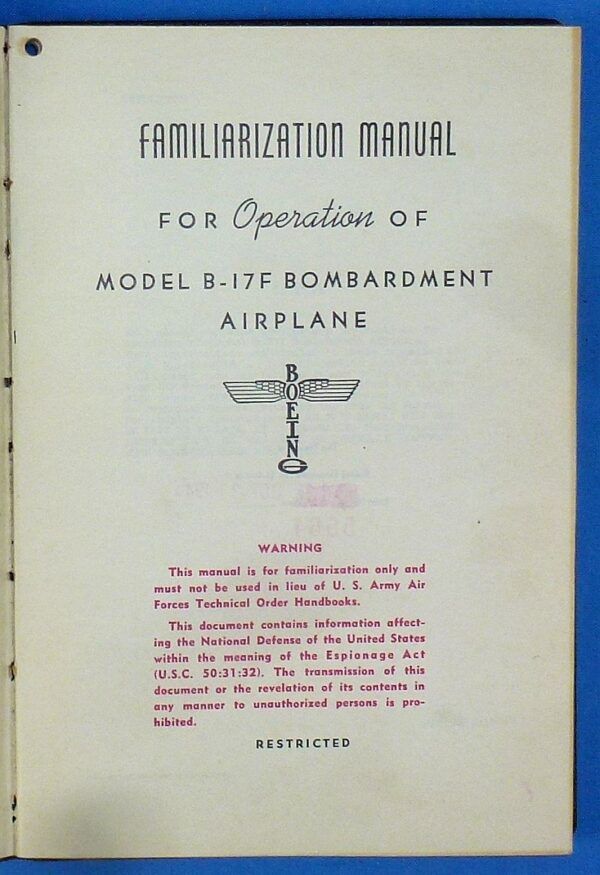 FAMILIARIZATION MANUAL
FOR Operation OF
MODEL B-17F BOMBARDMENT
AIRPLANE
BOEING
WARNING
This manual is for familiarization only and
must not be used in lieu of U. S. Army Air
Forces Technical Order Handbooks.
This document contains information affect-
ing the National Defense of the United States
within the meaning of the Espionage Act
(U.S.C. 50:31:32). The transmission of this
document or the revelation of its contents in
any manner to unauthorized persons is pro-
hibited.
RESTRICTED